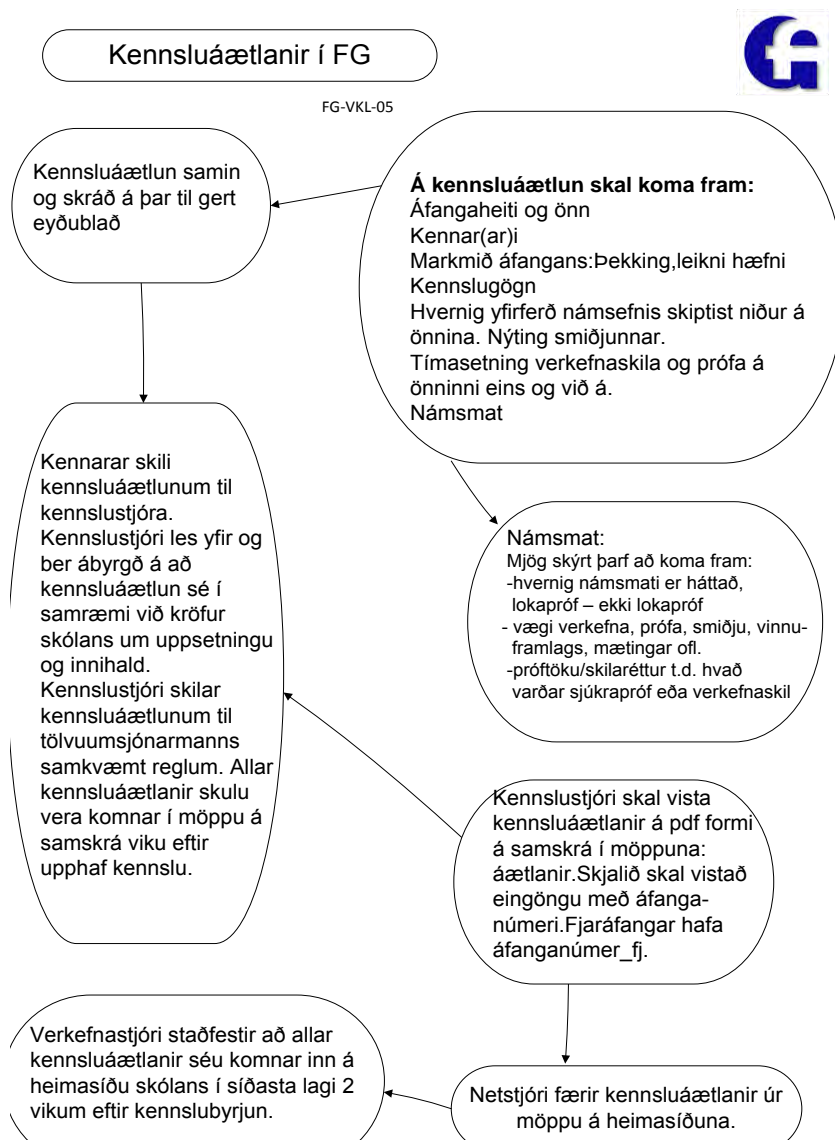 Kennsluáætlanir í FG
FG-VKL-05
Kennsluáætlun samin
og skráð á þar til gert
eyðublað
Á kennsluáætlun skal koma fram:
Áfangaheiti og önn
Kennar(ar)i
Markmið áfangans:Þekking,leikni hæfni
Kennslugögn
Hvernig yfirferð námsefnis skiptist niður á
önnina. Nýting smiðjunnar.
Tímasetning verkefnaskila og prófa á
önninni eins og við á.
Námsmat
Kennarar skili
kennsluáætlunum til
kennslustjóra.
Kennslustjóri les yfir og
ber ábyrgð á að
kennsluáætlun sé í
samræmi við kröfur
skólans um uppsetningu
og innihald.
Kennslustjóri skilar
kennsluáætlunum til
tölvuumsjónarmanns
samkvæmt reglum. Allar
kennsluáætlanir skulu
vera komnar í möppu á
samskrá viku eftir
upphaf kennslu.
Námsmat:
Mjög skýrt þarf að koma fram:
-hvernig námsmati er háttað,
lokapróf – ekki lokapróf
- vægi verkefna, prófa, smiðju, vinnu-
framlags, mætingar ofl.
-próftöku/skilaréttur t.d. hvað
varðar sjúkrapróf eða verkefnaskil
Kennslustjóri skal vista
kennsluáætlanir á pdf formi
á samskrá í möppuna:
áætlanir.Skjalið skal vistað
eingöngu með áfanga-
númeri.Fjaráfangar hafa
áfanganúmer_fj.
Verkefnastjóri staðfestir að allar
kennsluáætlanir séu komnar inn á
heimasíðu skólans í síðasta lagi 2
vikum eftir kennslubyrjun.
Netstjóri færir kennsluáætlanir úr
möppu á heimasíðuna.